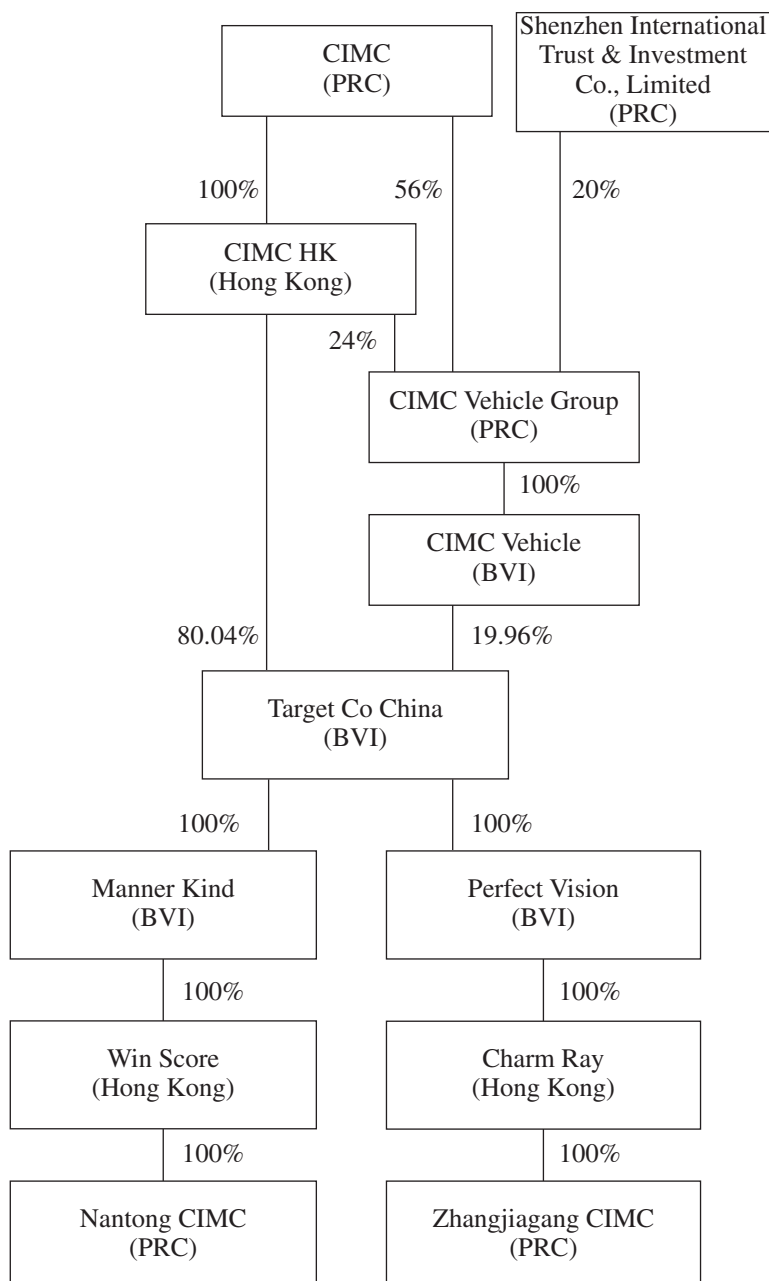 CIMC
(PRC)
Shenzhen International
Trust & Investment
Co., Limited
(PRC)
100%
56%
20%
CIMC HK
(Hong Kong)
24%
CIMC Vehicle Group
(PRC)
100%
CIMC Vehicle
(BVI)
80.04%
19.96%
Target Co China
(BVI)
100%
100%
Manner Kind
(BVI)
Perfect Vision
(BVI)
100%
100%
Win Score
(Hong Kong)
Charm Ray
(Hong Kong)
100%
100%
Nantong CIMC
(PRC)
Zhangjiagang CIMC
(PRC)